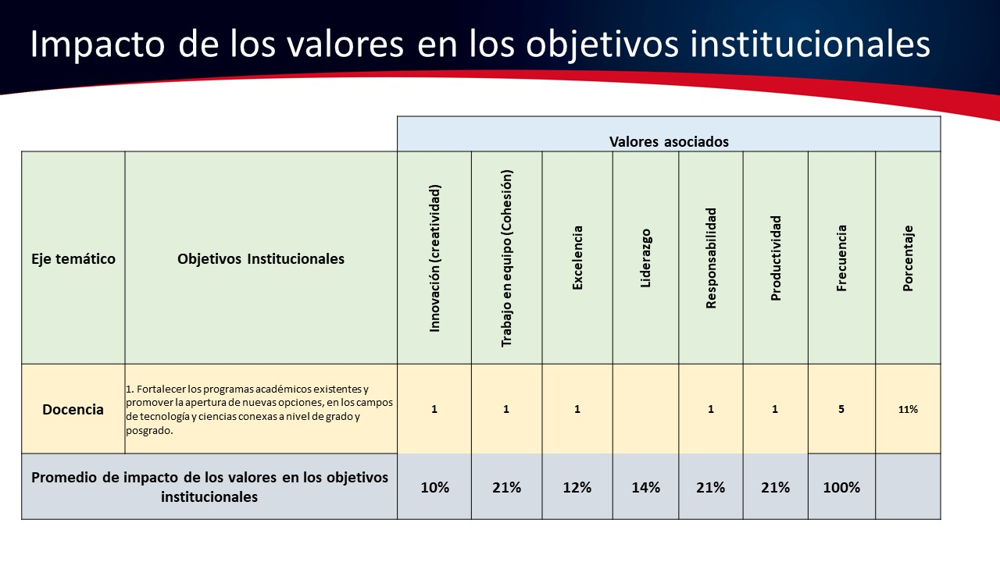 Impacto de los valores en los objetivos institucionales
Valores asociados
Eje temático
Objetivos Institucionales
Innovación (creatividad)
Trabajo en equipo (Cohesión)
Excelencia
Liderazgo
Responsabilidad
Productividad
Frecuencia
Porcentaje
Docencia
1. Fortalecer los programas académicos existentes y
promover la apertura de nuevas opciones, en los campos
de tecnología y ciencias conexas a nivel de grado y
posgrado.
1
1
1
1
1
5
11%
Promedio de impacto de los valores en los objetivos
institucionales
10%
21%
12%
14%
21%
21%
100%